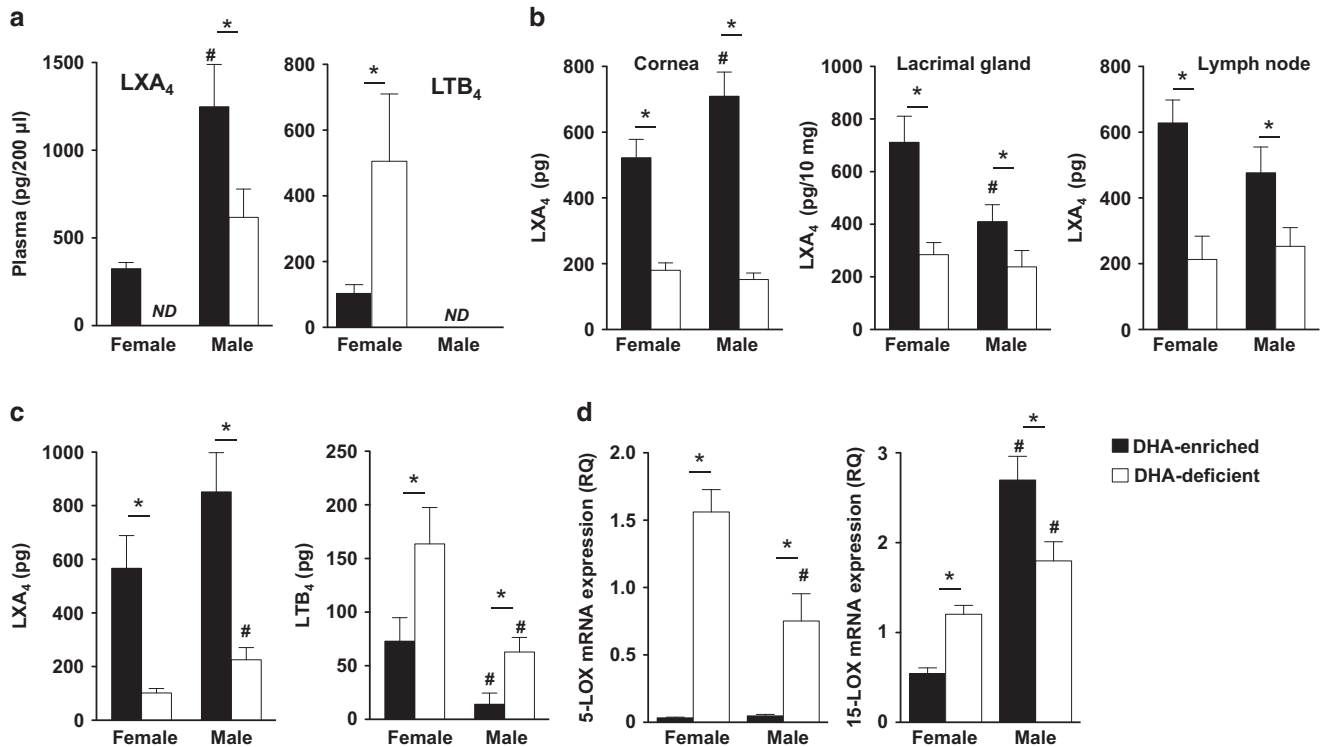 a
*
#
LXA4
1500
1000
500
0
Plasma (pg/200 µl)
ND
Female Male
*
LTB4
800
600
400
200
0
ND
Female Male
b
*
#
*
Cornea
800
600
400
200
0
LXA4 (pg)
Female Male
Lacrimal gland
*
*
#
1000
800
600
400
200
0
LXA4 (pg/10 mg)
Female Male
Lymph node
*
*
800
600
400
200
0
LXA4 (pg)
Female Male
c
*
*
#
1000
800
600
400
200
0
LXA4 (pg)
Female Male
*
*
#
#
250
200
150
100
50
0
LTB4 (pg)
Female Male
d
*
*
#
2.0
1.5
1.0
0.5
0
5-LOX mRNA expression (RQ)
Female Male
*
#
#
*
3
2
1
0
15-LOX mRNA expression (RQ)
Female Male
DHA-enriched
DHA-deficient